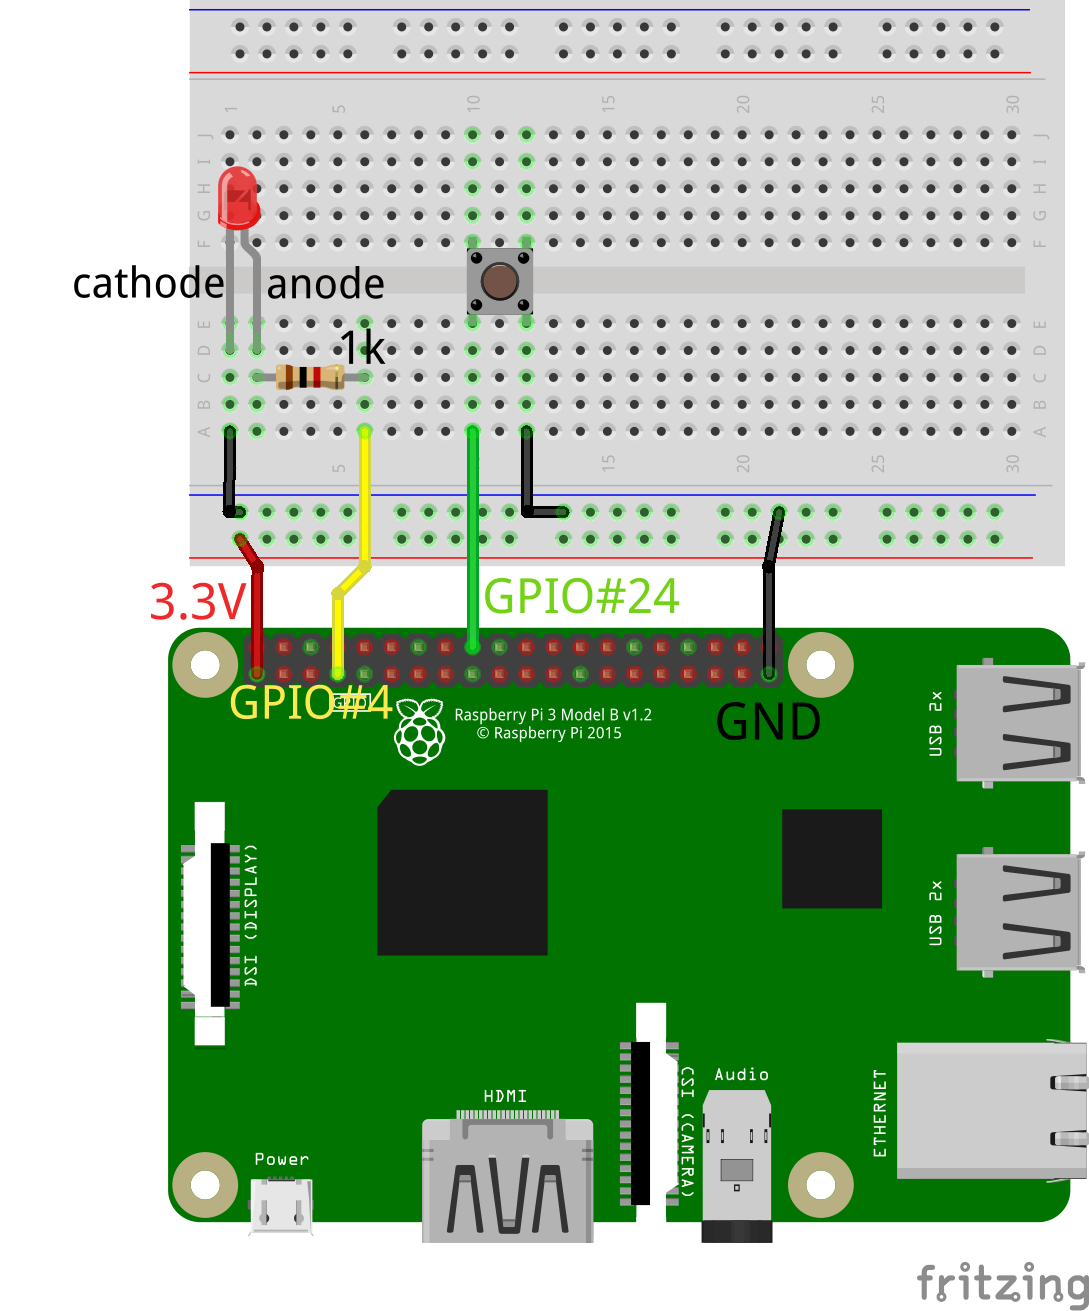 1 5 10 15 20 25 30
J J
I I
H H
G G
F F
cathode anode
E E
1k
D D
C C
B B
A A
5 15 20 25 30
3.3V
GPIO#24
GPIO#4
GPIO
Raspberry Pi 3 Model B v1.2
© Raspberry Pi 2015
GND
USB 2x
DSI (DISPLAY)
USB 2x
HDMI
CSI (CAMERA)
Audio
ETHERNET
Power
fritzing